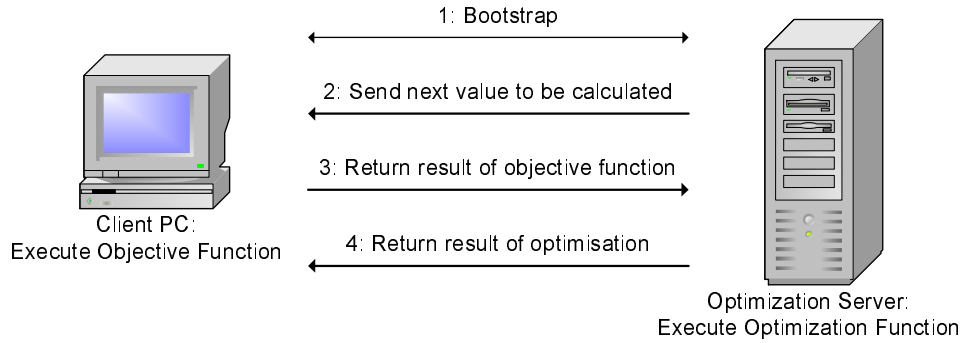 1: Bootstrap
2: Send next value to be calculated
3: Return result of objective function
4: Return result of optimisation
Client PC:
Execute Objective Function
Optimization Server:
Execute Optimization Function